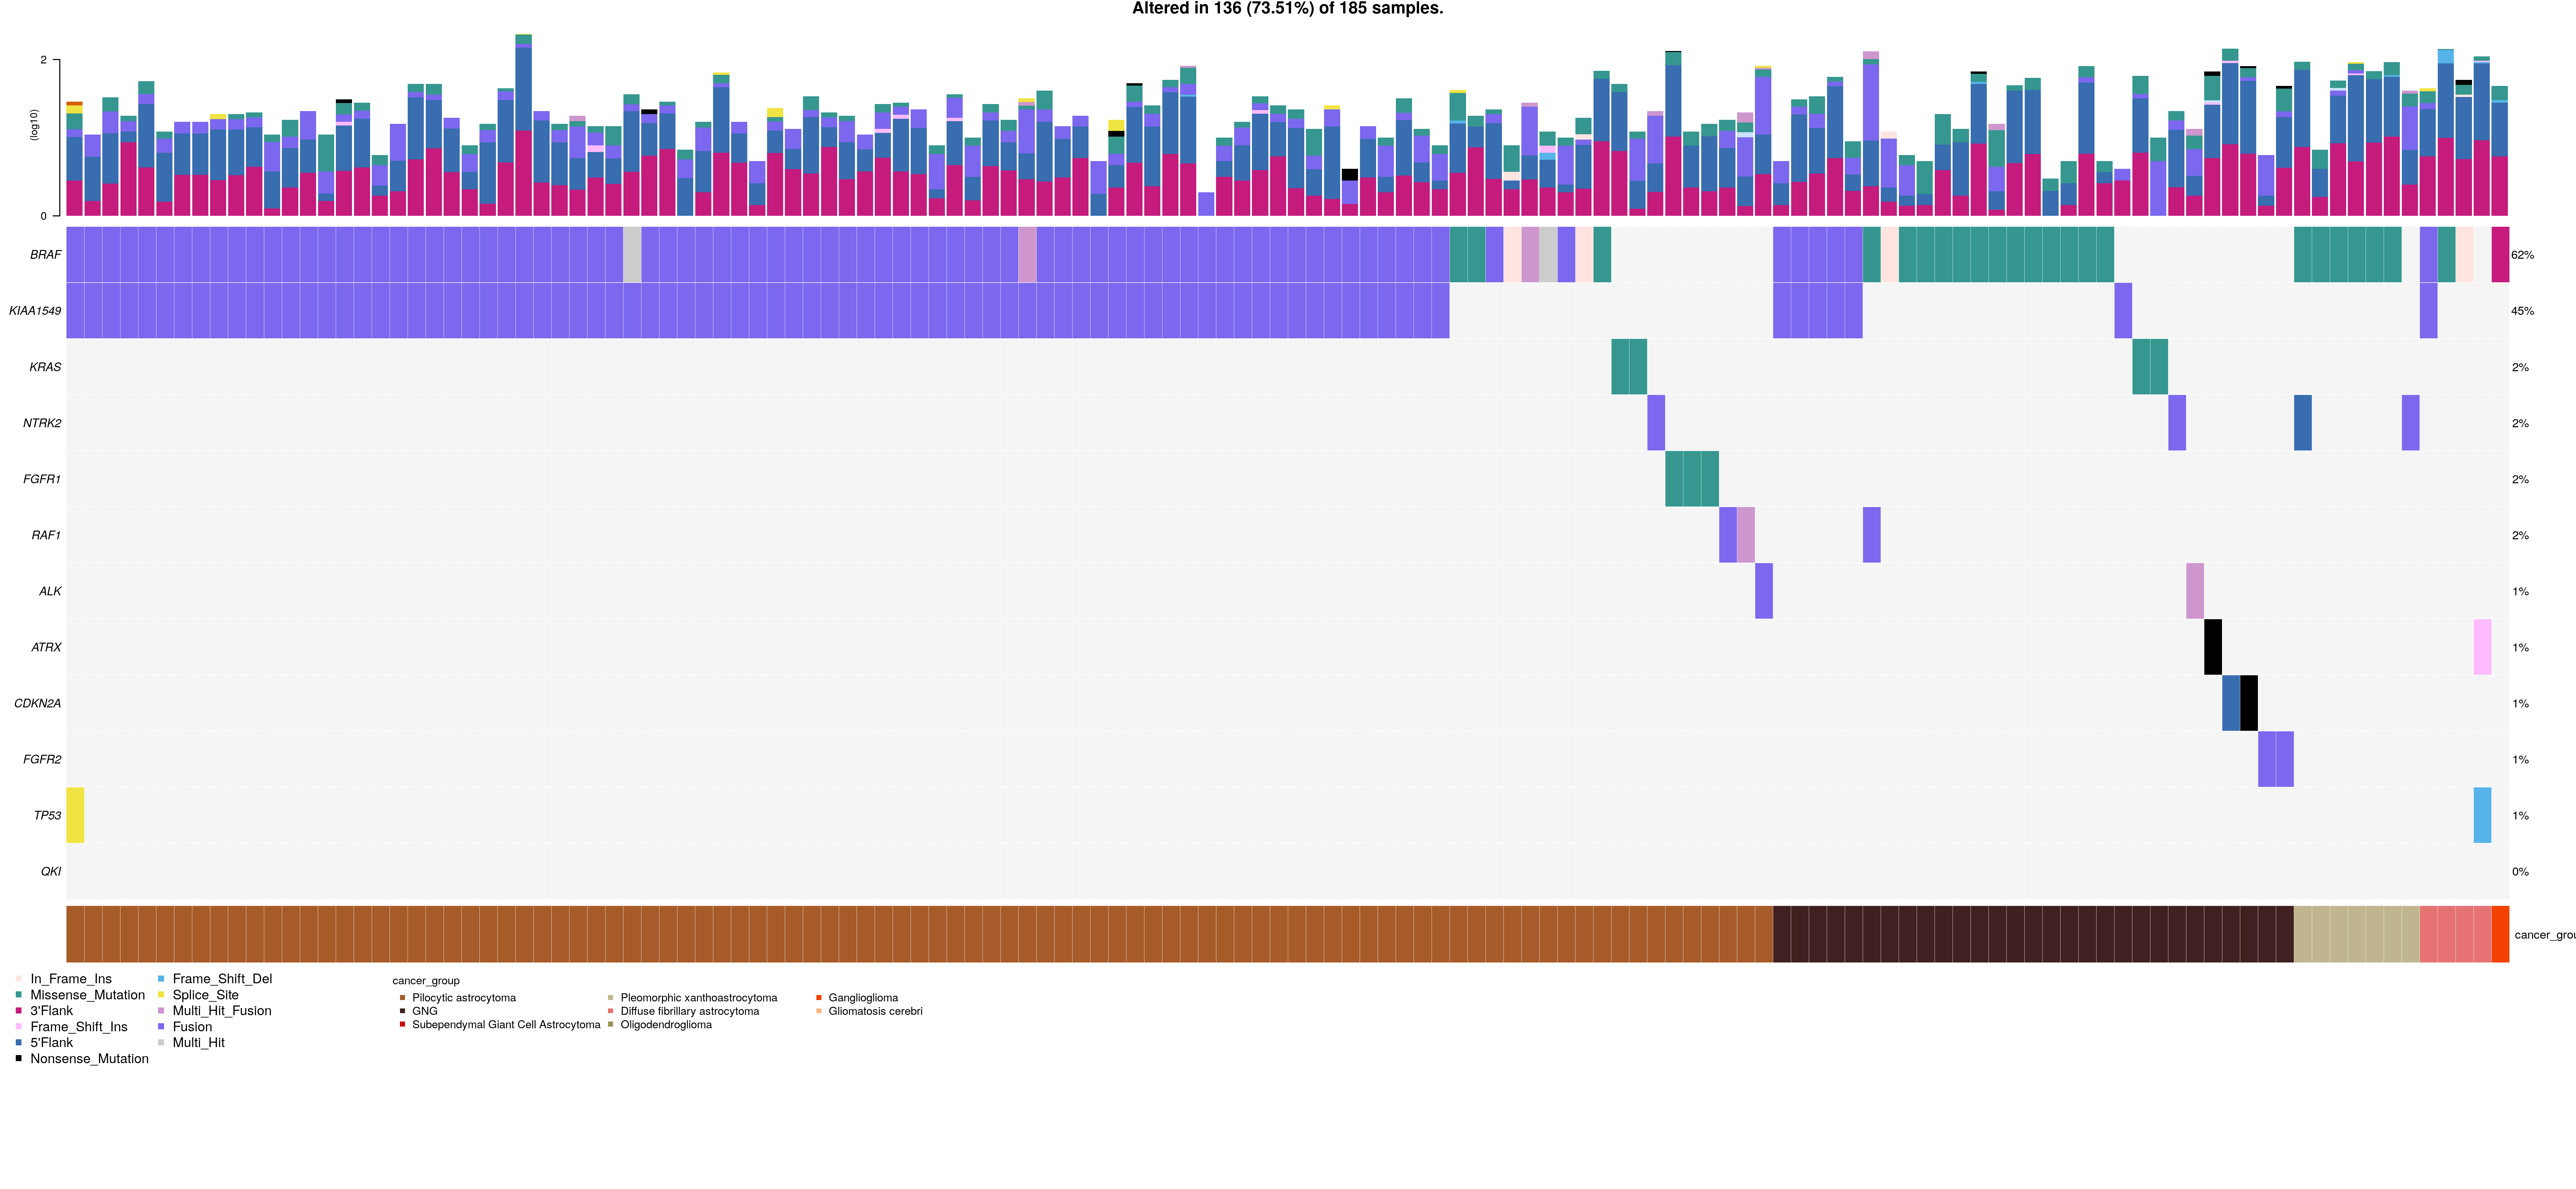 Altered in 136 (73.51%) of 185 samples.
2
(log10)
0
BRAF 62%
KIAA1549 45%
KRAS 2%
NTRK2 2%
FGFR1 2%
RAF1 2%
ALK 1%
ATRX 1%
CDKN2A 1%
FGFR2 1%
TP53 1%
QKI 0%
cancer_grou
In_Frame_Ins
Missense_Mutation
3'Flank
Frame_Shift_Ins
5'Flank
Nonsense_Mutation
Frame_Shift_Del
Splice_Site
Multi_Hit_Fusion
Fusion
Multi_Hit
cancer_group
Pilocytic astrocytoma
GNG
Subependymal Giant Cell Astrocytoma
Pleomorphic xanthoastrocytoma
Diffuse fibrillary astrocytoma
Oligodendroglioma
Ganglioglioma
Gliomatosis cerebri